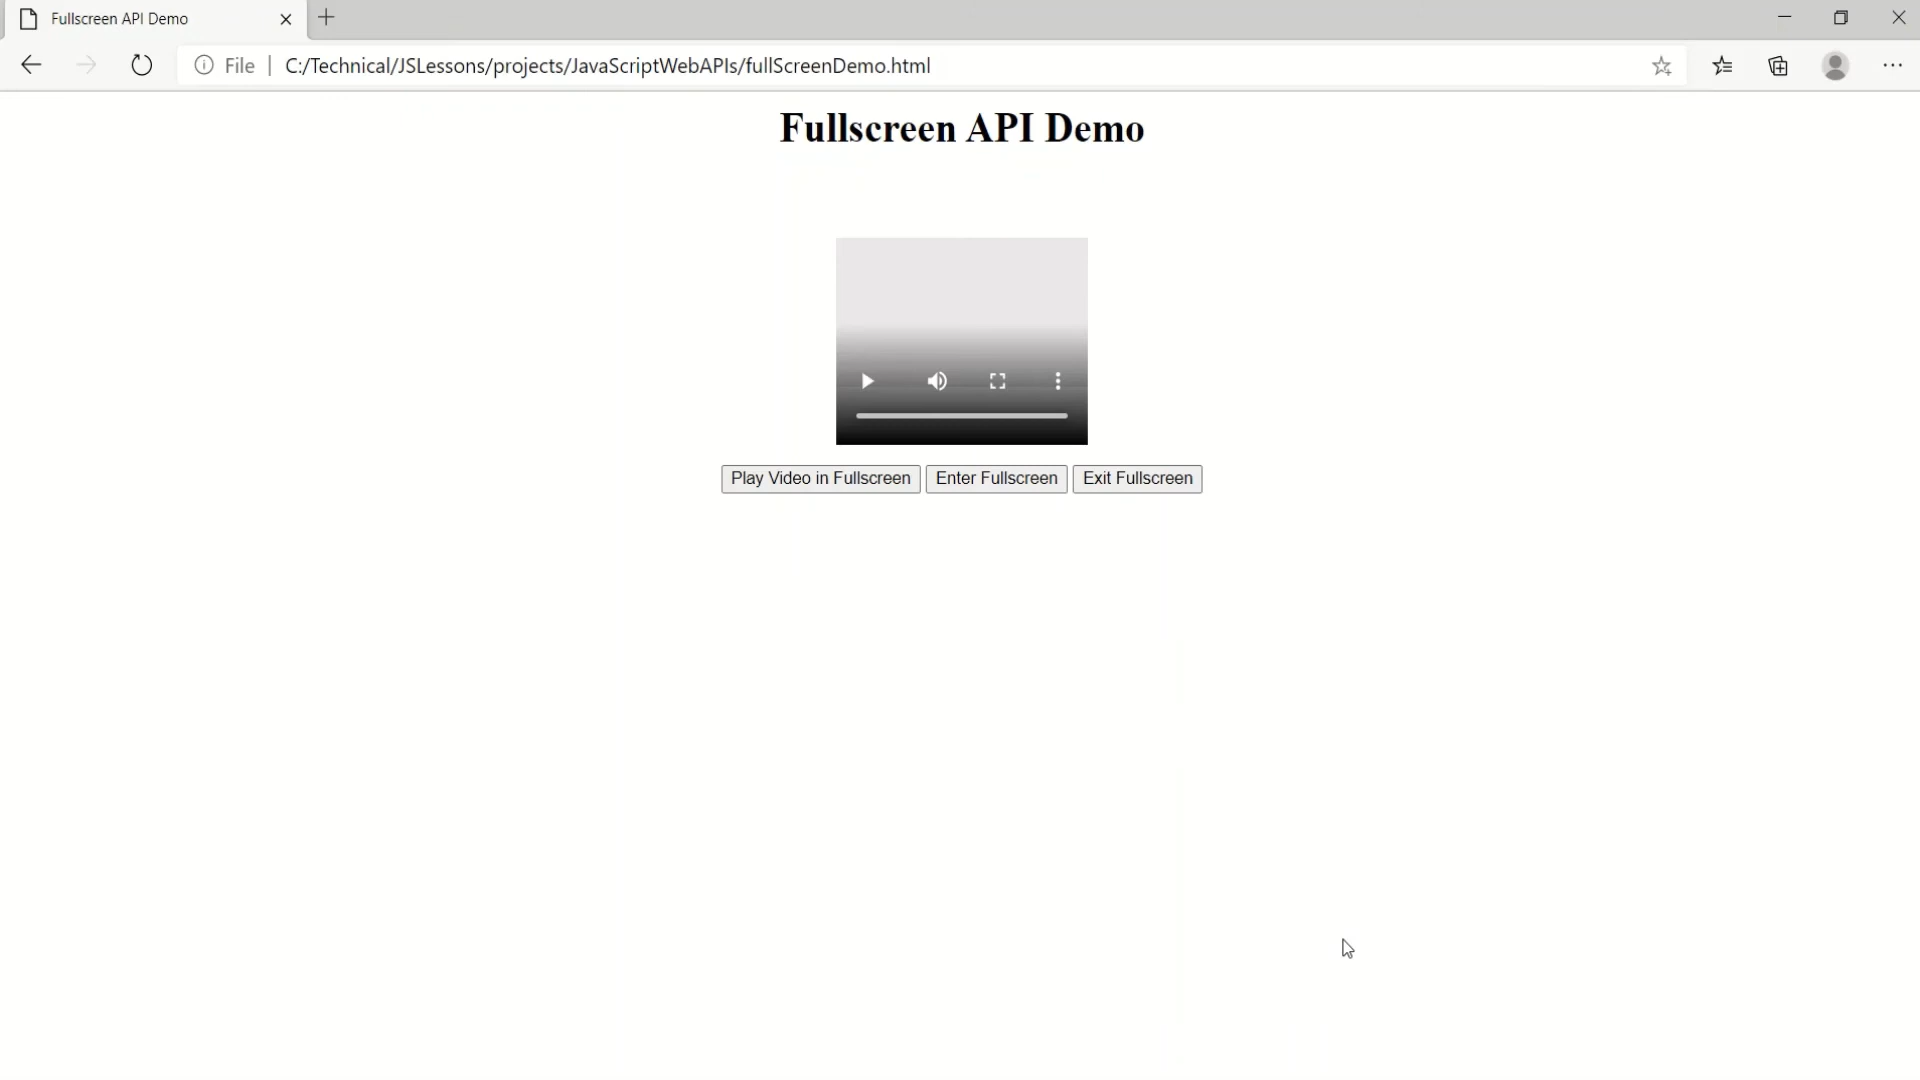 Fullscreen API Demo
File | C:/Technical/JSLessons/projects/JavaScriptWebAPIs/fullScreenDemo.html
Fullscreen API Demo
Play Video in Fullscreen Enter Fullscreen Exit Fullscreen